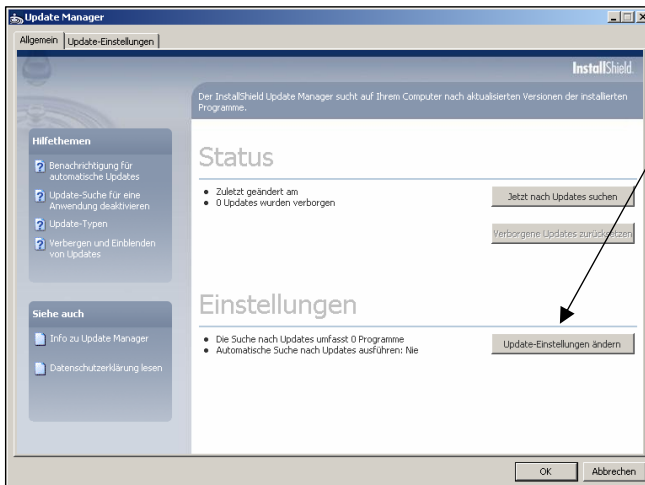 Update Manager
Allgemein
Update-Einstellungen
InstallShield.
Der InstallShield Update Manager sucht auf Ihrem Computer nach aktualisierten Versionen der installierten
Programme.
Hilfethemen
Benachrichtigung für
automatische Updates
Update-Suche für eine
Anwendung deaktivieren
Update-Typen
Verbergen und Einblenden
von Updates
Siehe auch
Info zu Update Manager
Datenschutzerklärung lesen
Status
• Zuletzt geändert am
• 0 Updates wurden verborgen
Jetzt nach Updates suchen
Verborgene Updates zurücksetzen
Einstellungen
• Die Suche nach Updates umfasst 0 Programme
• Automatische Suche nach Updates ausführen: Nie
Update-Einstellungen ändern
OK
Abbrechen